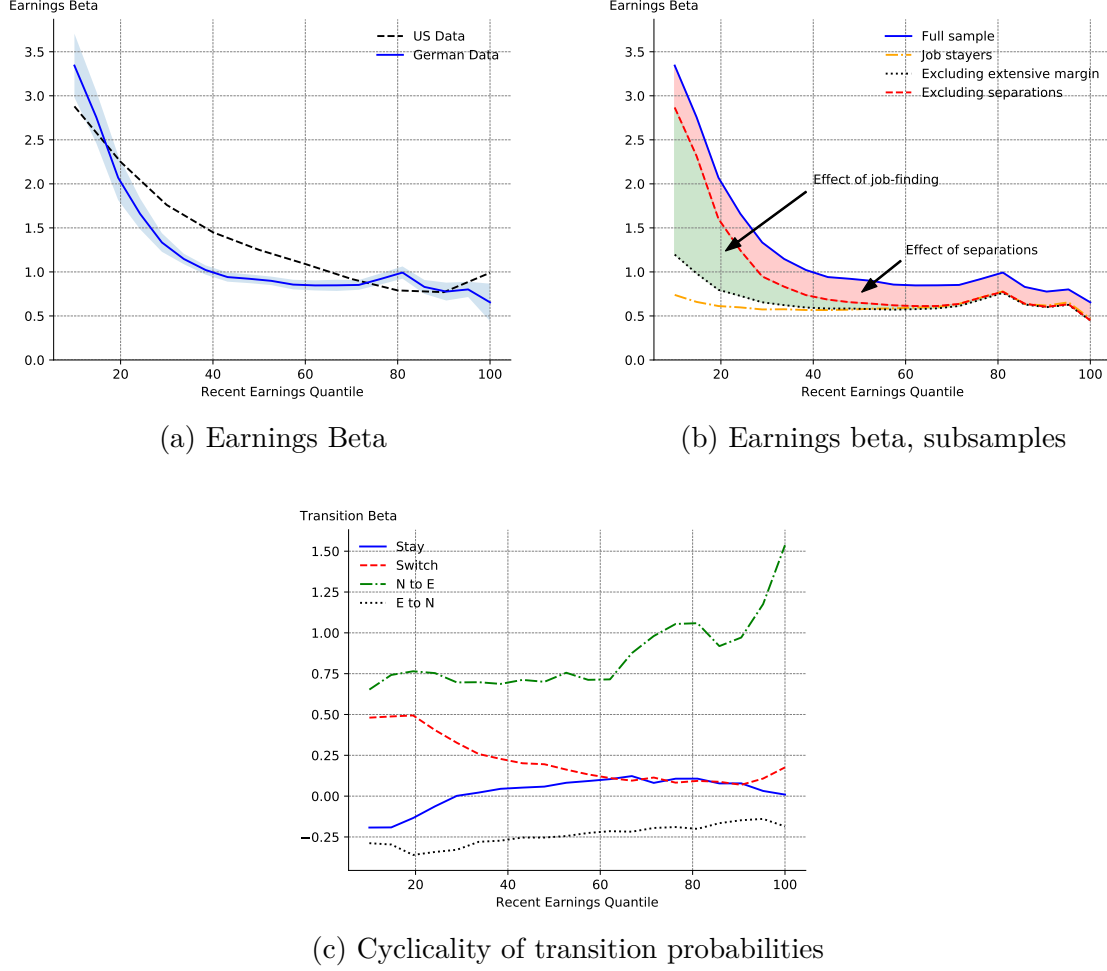 Earnings Beta
US Data
German Data
3.5
3.0
2.5
2.0
1.5
1.0
0.5
0.0
20
40
60
80
100
Recent Earnings Quantile
(a) Earnings Beta
Earnings Beta
Full sample
Job stayers
Excluding extensive margin
Excluding separations
Effect of job-finding
Effect of separations
3.5
3.0
2.5
2.0
1.5
1.0
0.5
0.0
20
40
60
80
100
Recent Earnings Quantile
(b) Earnings beta, subsamples
Transition Beta
Stay
Switch
N to E
E to N
1.50
1.25
1.00
0.75
0.50
0.25
0.00
−0.25
20
40
60
80
100
Recent Earnings Quantile
(c) Cyclicality of transition probabilities